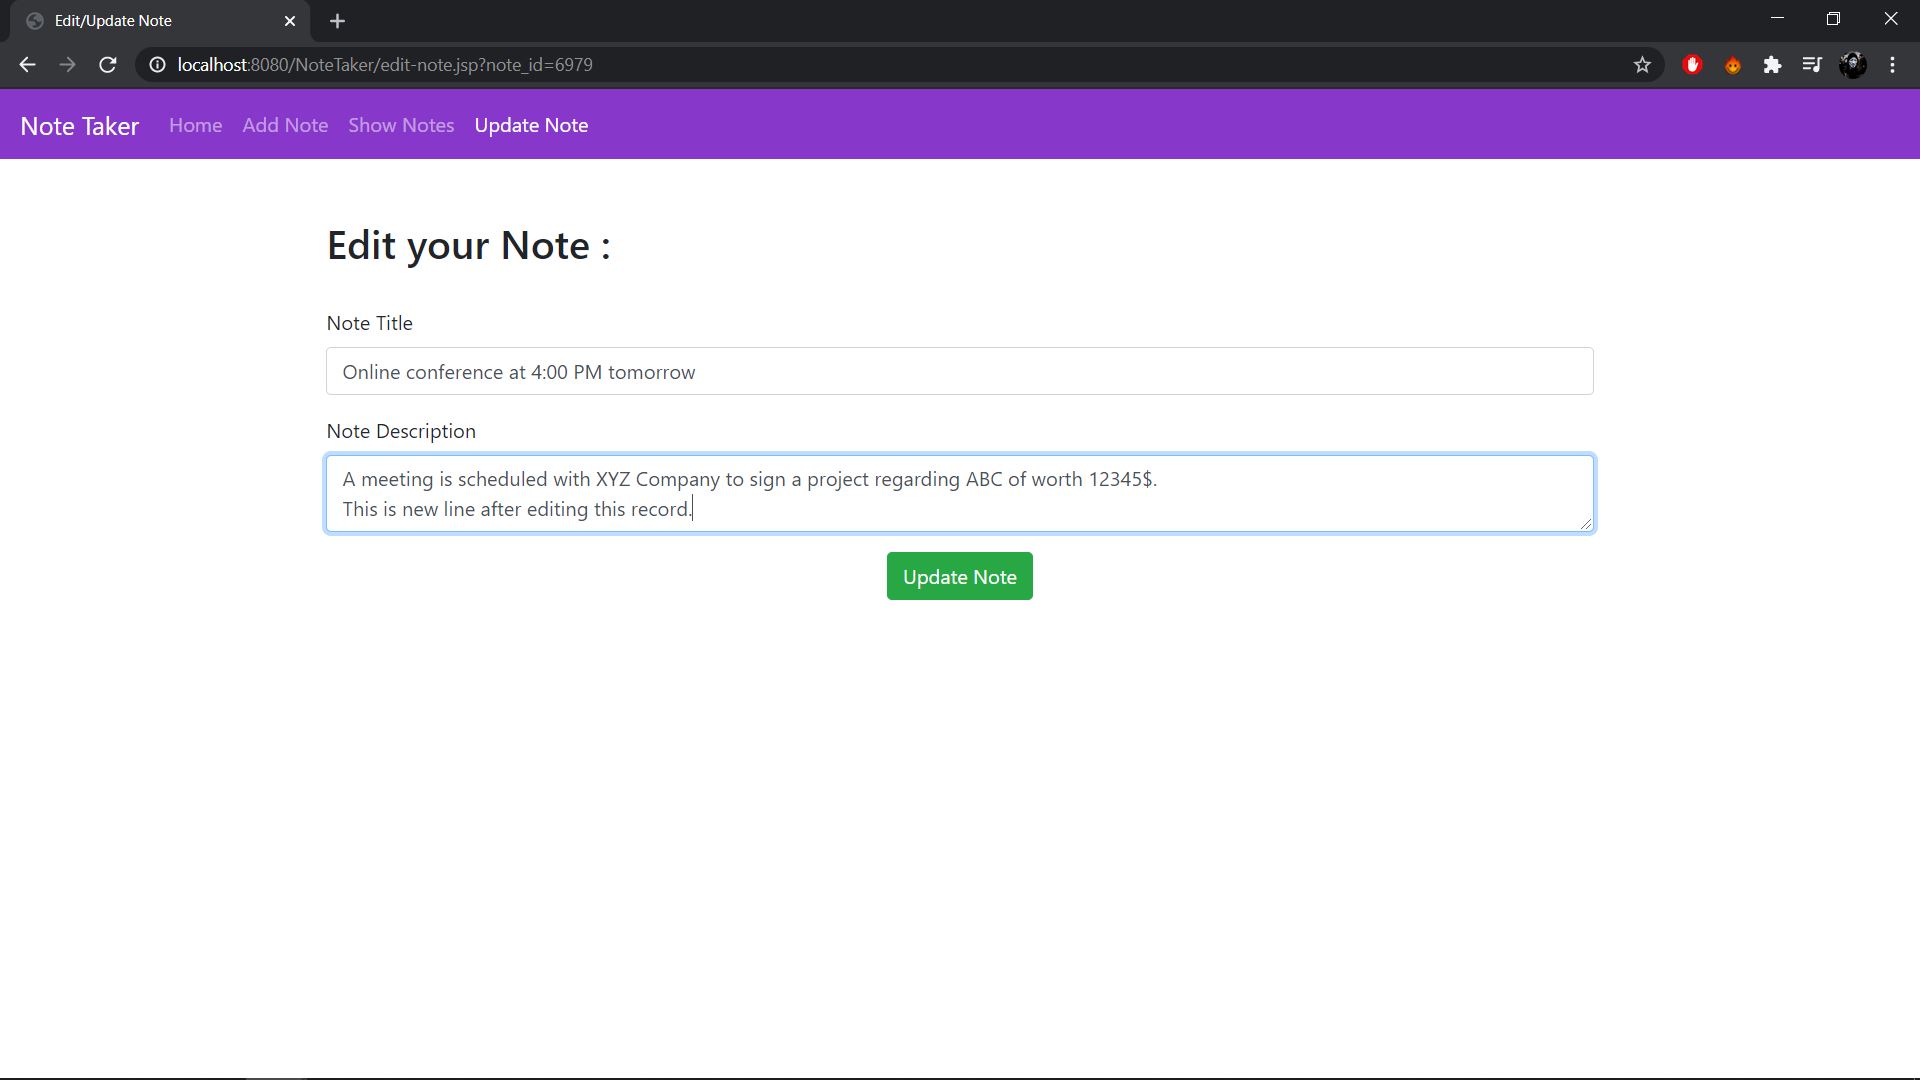 Edit/Update Note
localhost:8080/NoteTaker/edit-note.jsp?note_id=6979
Note Taker Home Add Note Show Notes Update Note
Edit your Note :
Note Title
Online conference at 4:00 PM tomorrow
Note Description
A meeting is scheduled with XYZ Company to sign a project regarding ABC of worth 12345$.
This is new line after editing this record.
Update Note